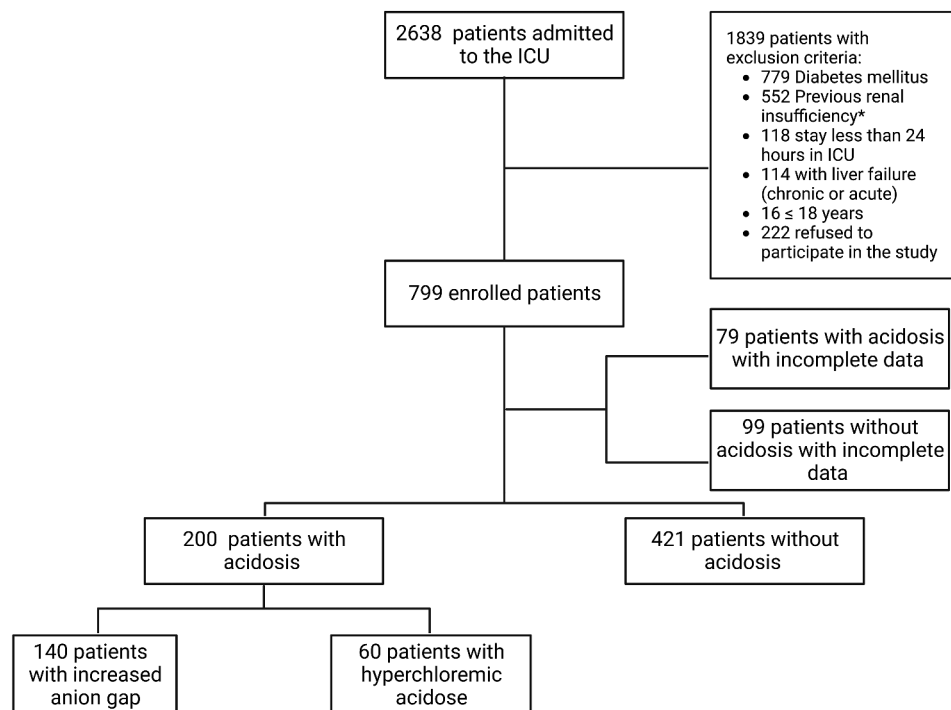 2638 patients admitted
to the ICU
1839 patients with
exclusion criteria:
• 779 Diabetes mellitus
• 552 Previous renal
insufficiency*
• 118 stay less than 24
hours in ICU
• 114 with liver failure
(chronic or acute)
• 16 ≤ 18 years
• 222 refused to
participate in the study
799 enrolled patients
79 patients with acidosis
with incomplete data
99 patients without
acidosis with incomplete
data
200 patients with
acidosis
421 patients without
acidosis
140 patients
with increased
anion gap
60 patients with
hyperchloremic
acidose